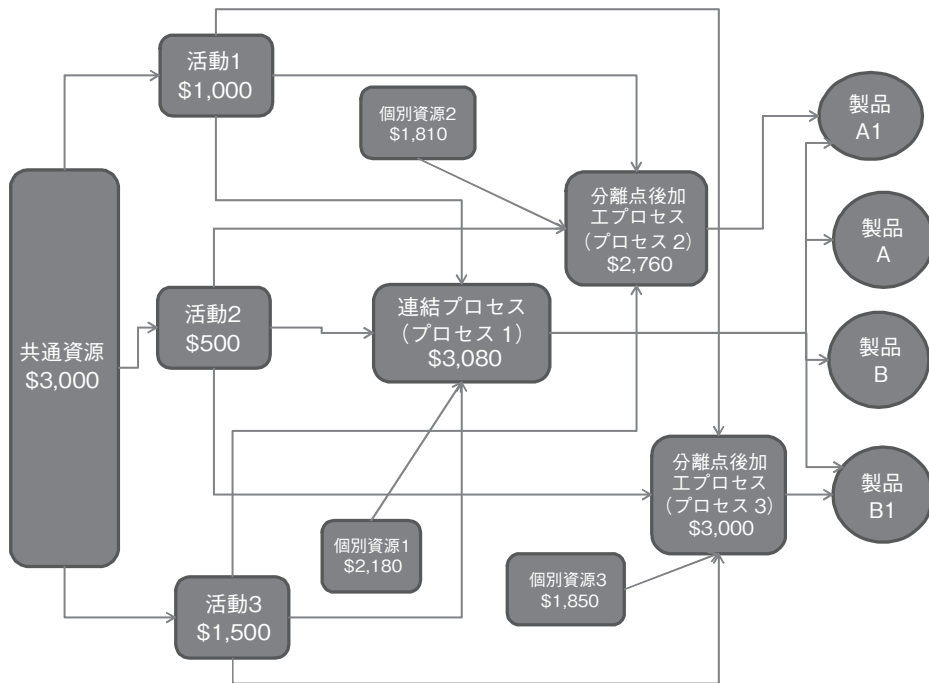 活動1
$1,000
個別資源2
$1,810
製品
A1
分離点後加
工プロセス
(プロセス 2)
$2,760
製品
A
共通資源
$3,000
活動2
$500
連結プロセス
(プロセス 1)
$3,080
製品
B
分離点後加
工プロセス
(プロセス 3)
$3,000
製品
B1
個別資源1
$2,180
個別資源3
$1,850
活動3
$1,500